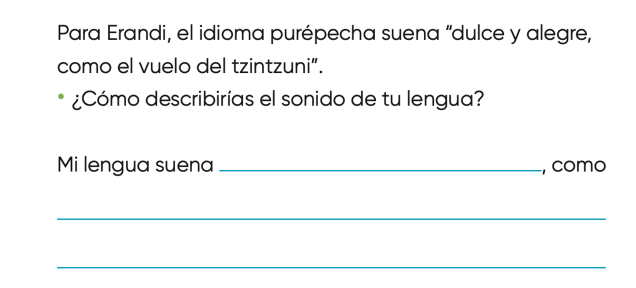 Para Erandi, el idioma purépecha suena “dulce y alegre,
como el vuelo del tzintzuni”.
• ¿Cómo describirías el sonido de tu lengua?
Mi lengua suena ____________________, como